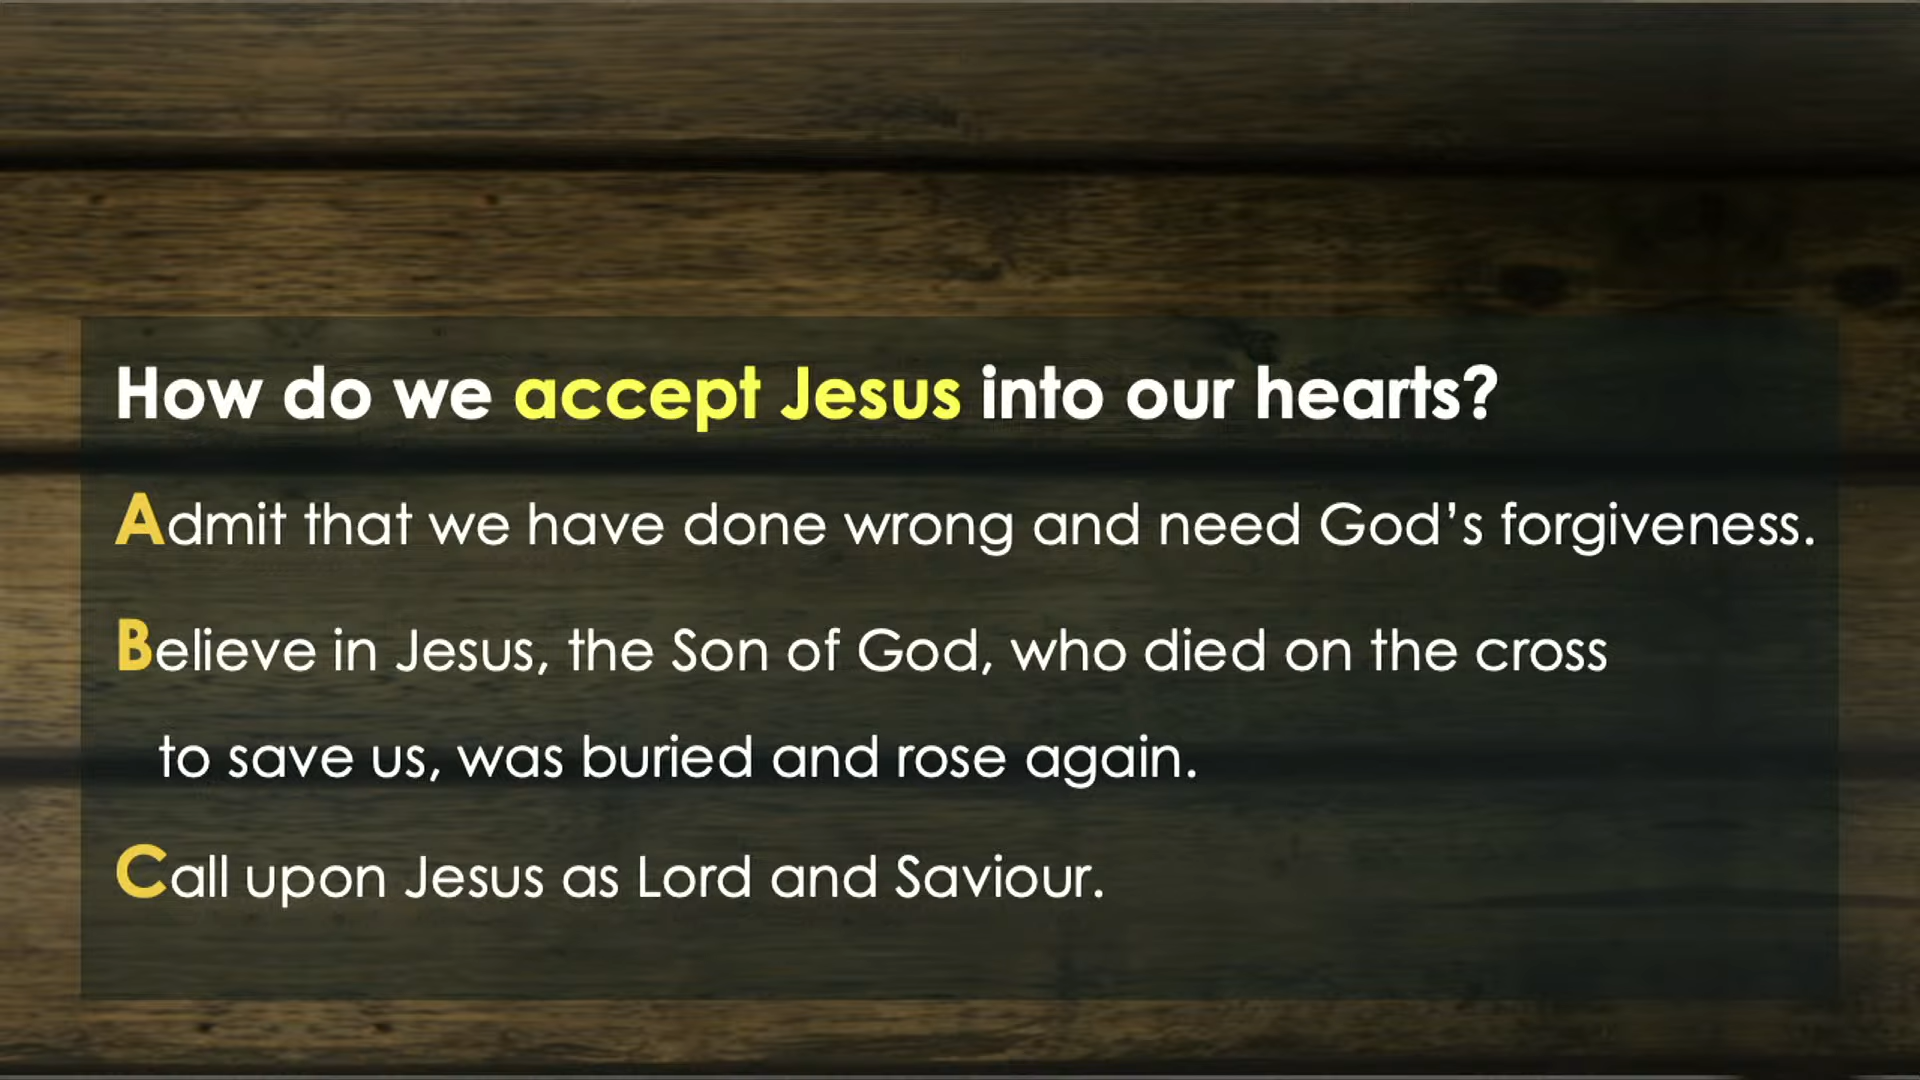 How do we accept Jesus into our hearts?
Admit that we have done wrong and need God’s forgiveness.
Believe in Jesus, the Son of God, who died on the cross
to save us, was buried and rose again.
Call upon Jesus as Lord and Saviour.